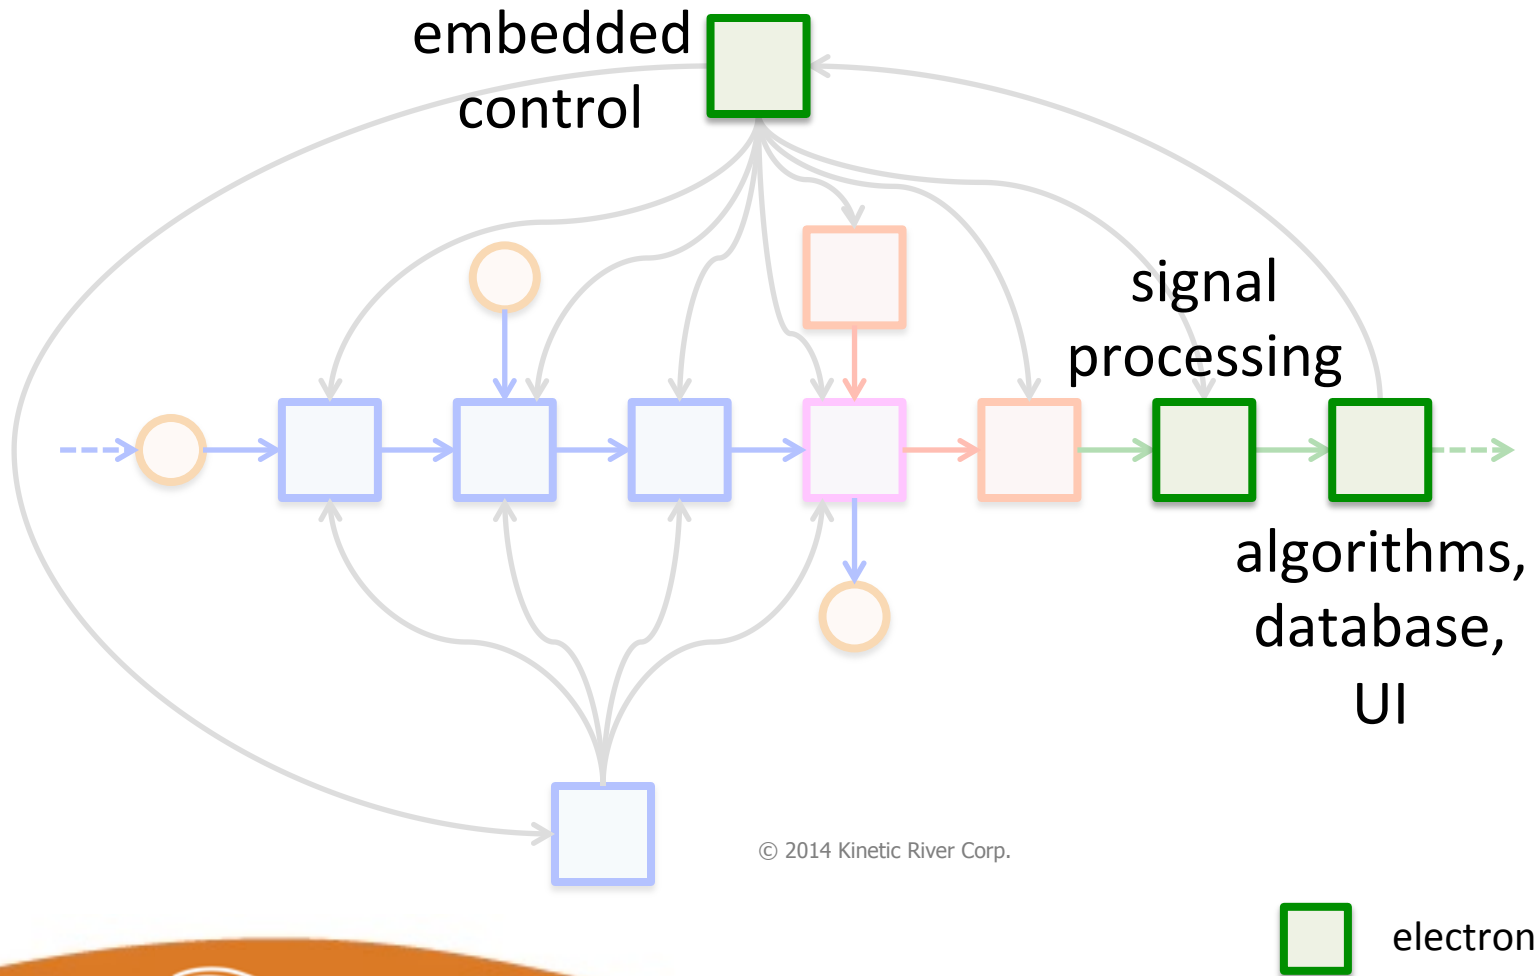 embedded
control
signal
processing
algorithms,
database,
UI
© 2014 Kinetic River Corp.
electron